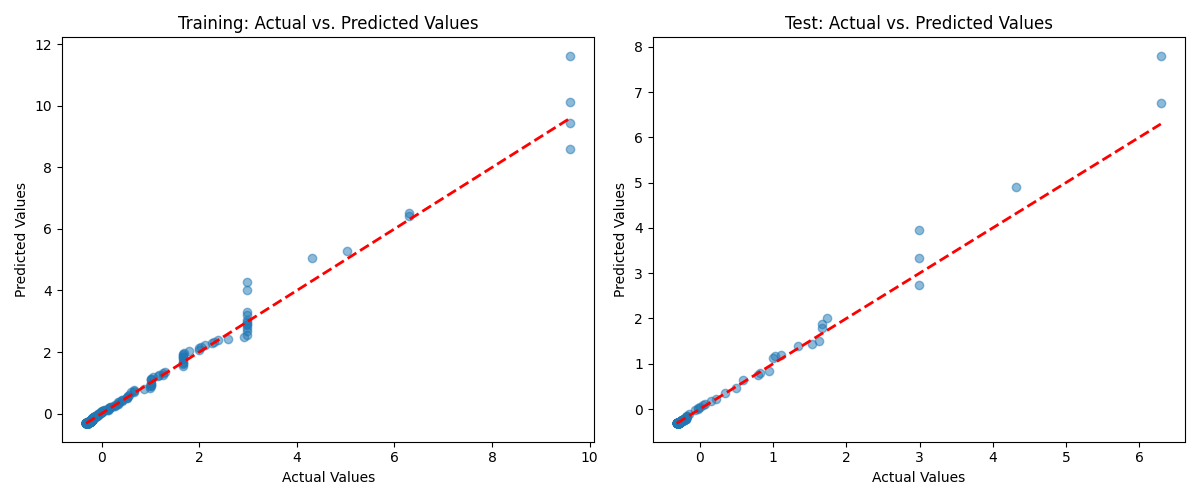 Training: Actual vs. Predicted Values
12
10
8
6
4
2
0
Predicted Values
0 2 4 6 8 10
Actual Values
Test: Actual vs. Predicted Values
8
7
6
5
4
3
2
1
0
Predicted Values
0 1 2 3 4 5 6
Actual Values